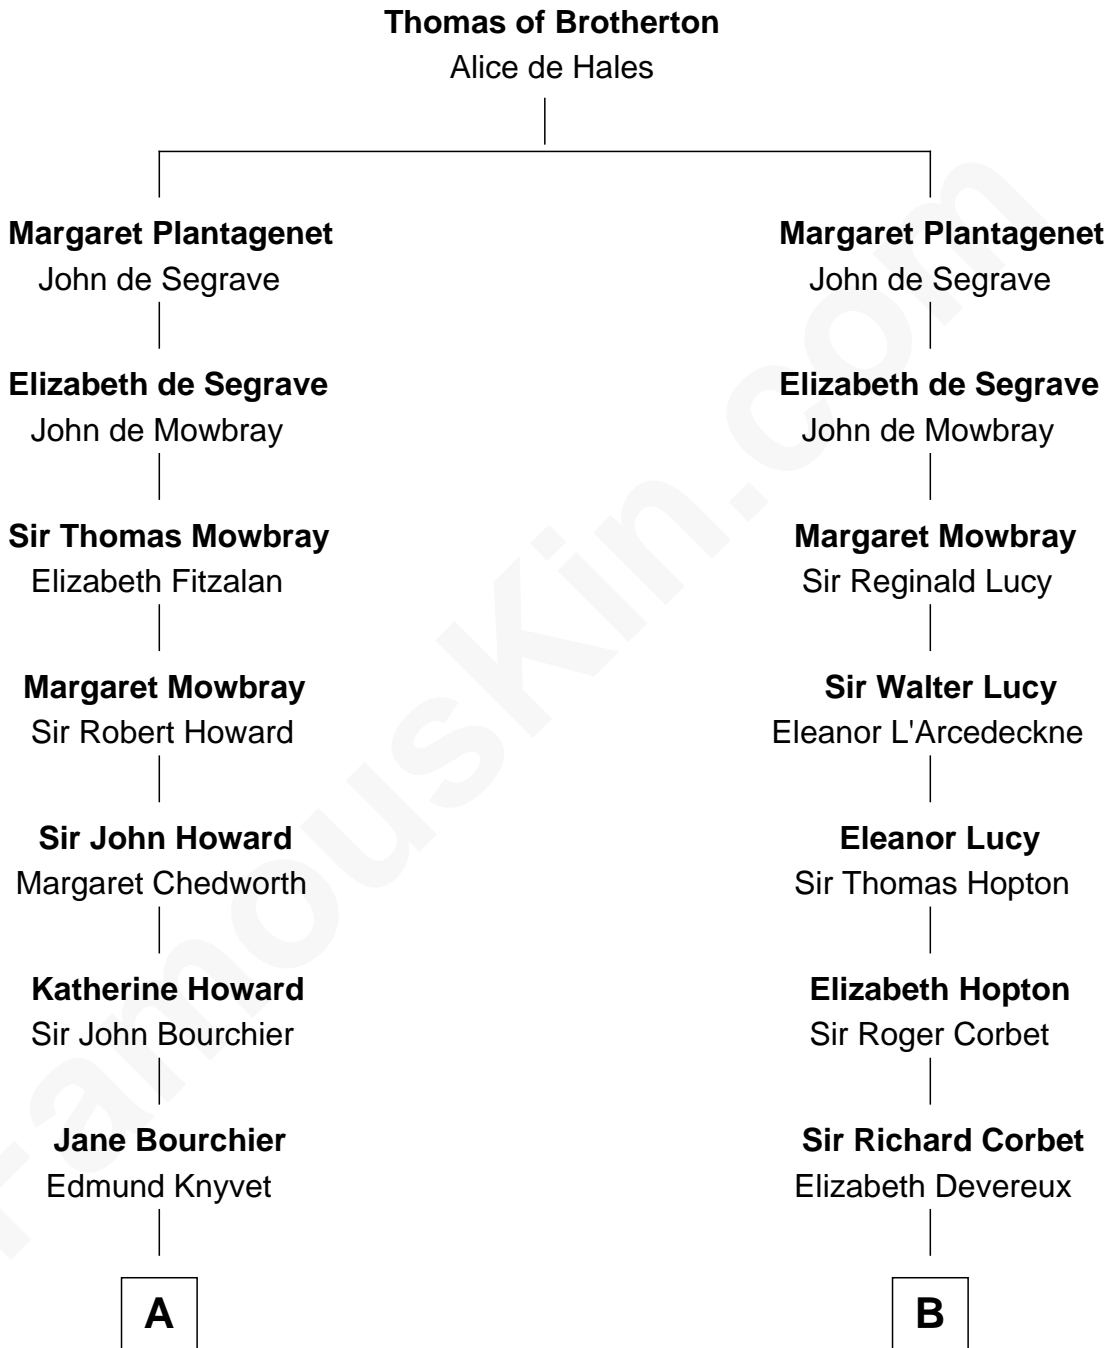 Thomas of Brotherton
Alice de Hales
Margaret Plantagenet
John de Segrave
Elizabeth de Segrave
John de Mowbray
Sir Thomas Mowbray
Elizabeth Fitzalan
Margaret Mowbray
Sir Robert Howard
Sir John Howard
Margaret Chedworth
Katherine Howard
Sir John Bourchier
Jane Bourchier
Edmund Knyvet
A
Margaret Plantagenet
John de Segrave
Elizabeth de Segrave
John de Mowbray
Margaret Mowbray
Sir Reginald Lucy
Sir Walter Lucy
Eleanor L'Arcedeckne
Eleanor Lucy
Sir Thomas Hopton
Elizabeth Hopton
Sir Roger Corbet
Sir Richard Corbet
Elizabeth Devereux
B
FamousKin.com